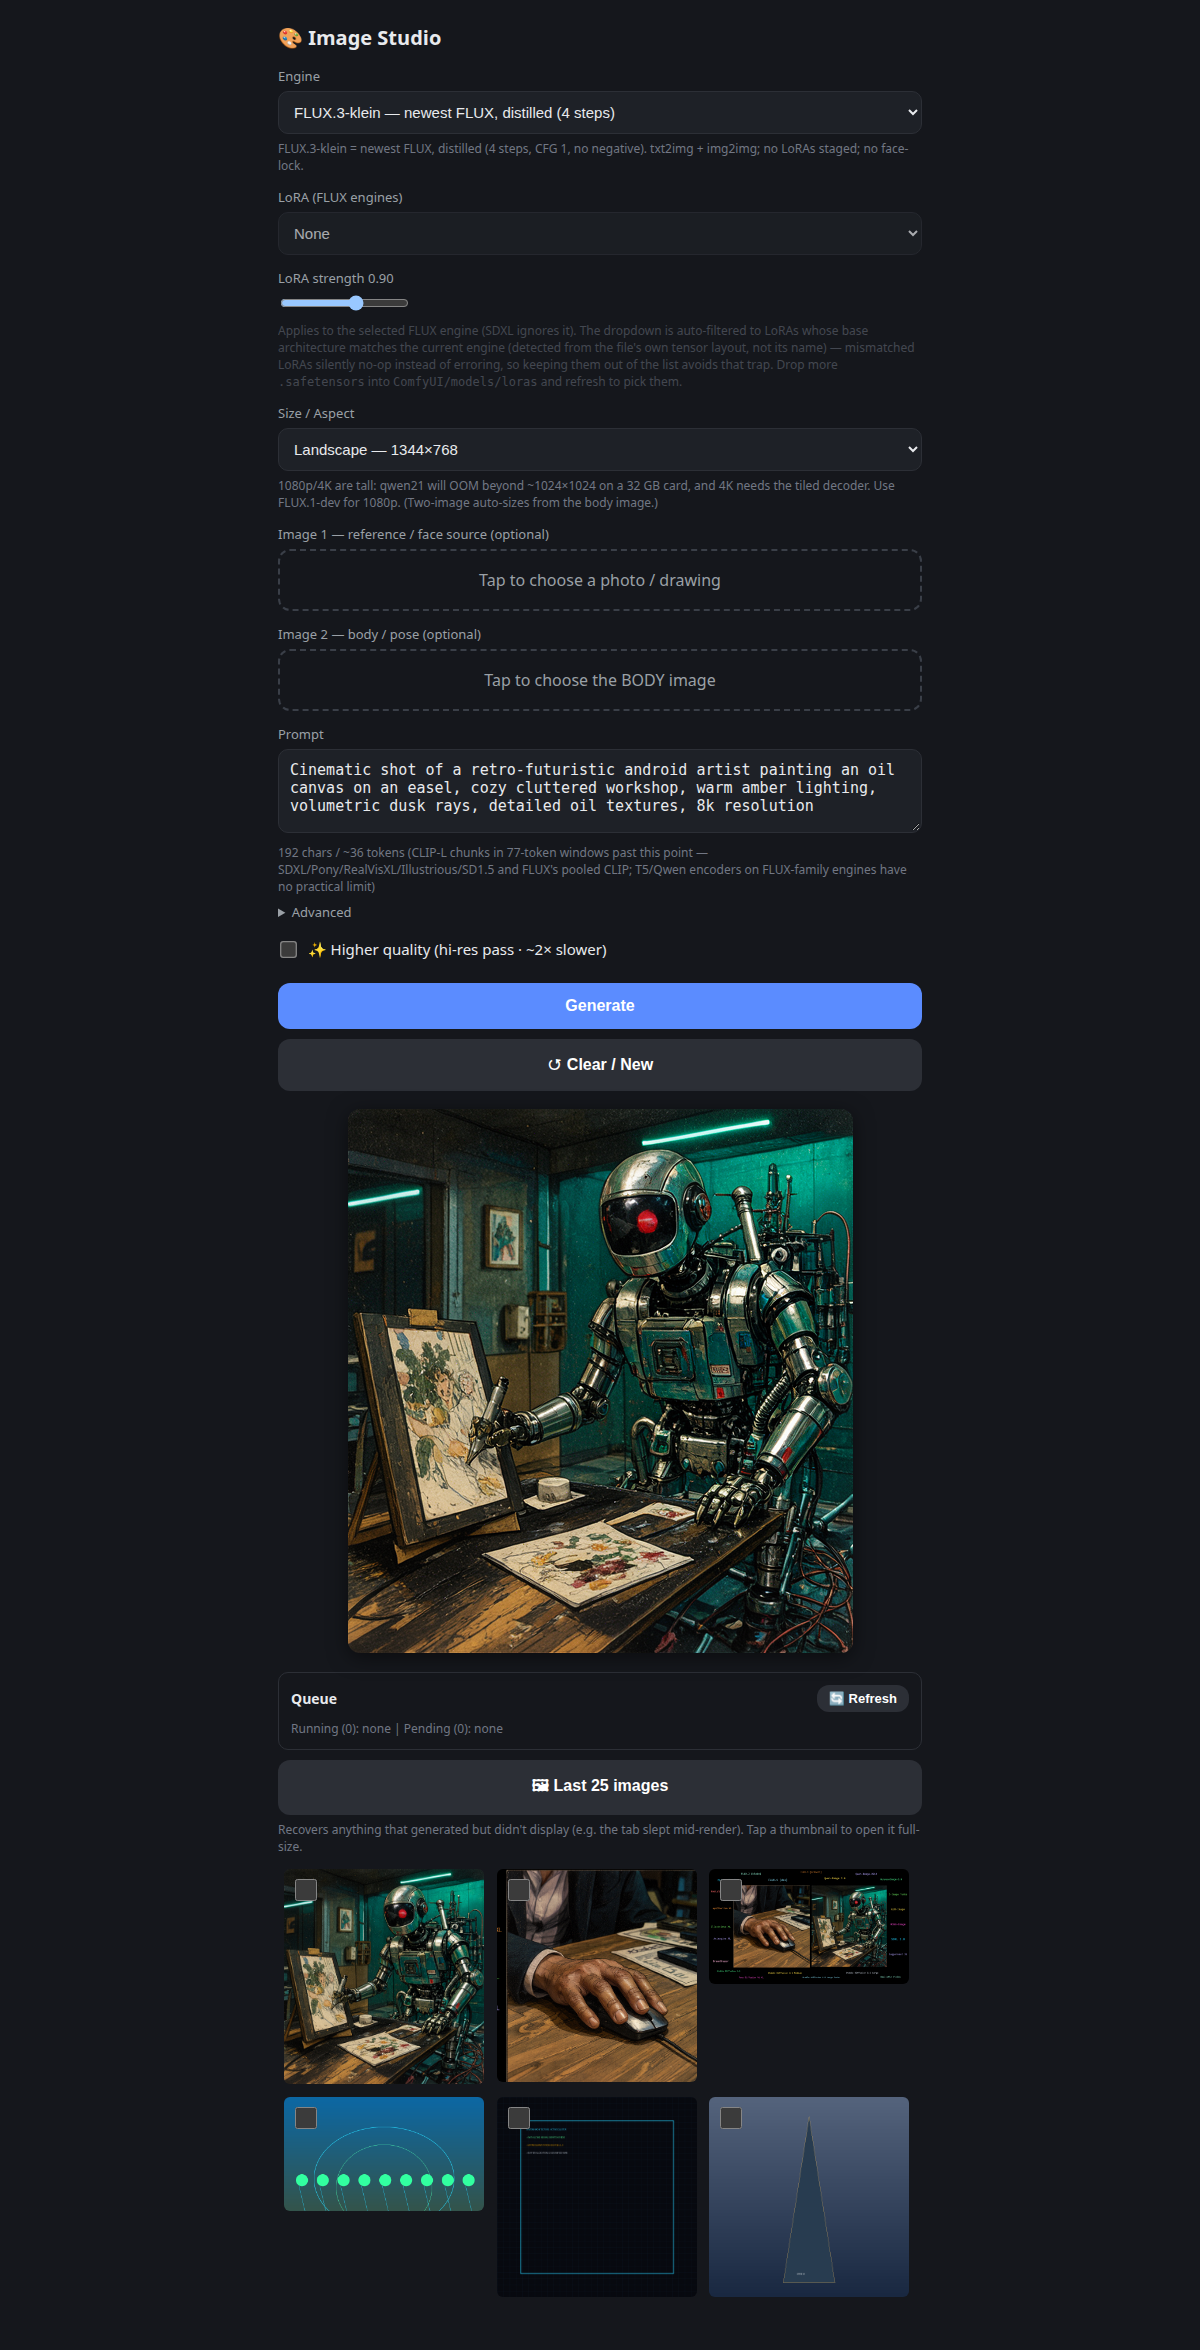 🎨 Image Studio
Engine
FLUX.3-klein — newest FLUX, distilled (4 steps)
FLUX.3-klein = newest FLUX, distilled (4 steps, CFG 1, no negative). txt2img + img2img; no LoRAs staged; no face-
lock.
LoRA (FLUX engines)
None
LoRA strength 0.90
Applies to the selected FLUX engine (SDXL ignores it). The dropdown is auto-filtered to LoRAs whose base
architecture matches the current engine (detected from the file's own tensor layout, not its name) — mismatched
LoRAs silently no-op instead of erroring, so keeping them out of the list avoids that trap. Drop more
.safetensors into ComfyUI/models/loras and refresh to pick them.
Size / Aspect
Landscape — 1344×768
1080p/4K are tall: qwen21 will OOM beyond ~1024×1024 on a 32 GB card, and 4K needs the tiled decoder. Use
FLUX.1-dev for 1080p. (Two-image auto-sizes from the body image.)
Image 1 — reference / face source (optional)
Tap to choose a photo / drawing
Image 2 — body / pose (optional)
Tap to choose the BODY image
Prompt
Cinematic shot of a retro-futuristic android artist painting an oil
canvas on an easel, cozy cluttered workshop, warm amber lighting,
volumetric dusk rays, detailed oil textures, 8k resolution
192 chars / ~36 tokens (CLIP-L chunks in 77-token windows past this point —
SDXL/Pony/RealVisXL/Illustrious/SD1.5 and FLUX's pooled CLIP; T5/Qwen encoders on FLUX-family engines have
no practical limit)
▶ Advanced
✨ Higher quality (hi-res pass · ~2× slower)
Generate
↺ Clear / New
Queue
🔄 Refresh
Running (0): none | Pending (0): none
🖼 Last 25 images
Recovers anything that generated but didn't display (e.g. the tab slept mid-render). Tap a thumbnail to open it full-
size.